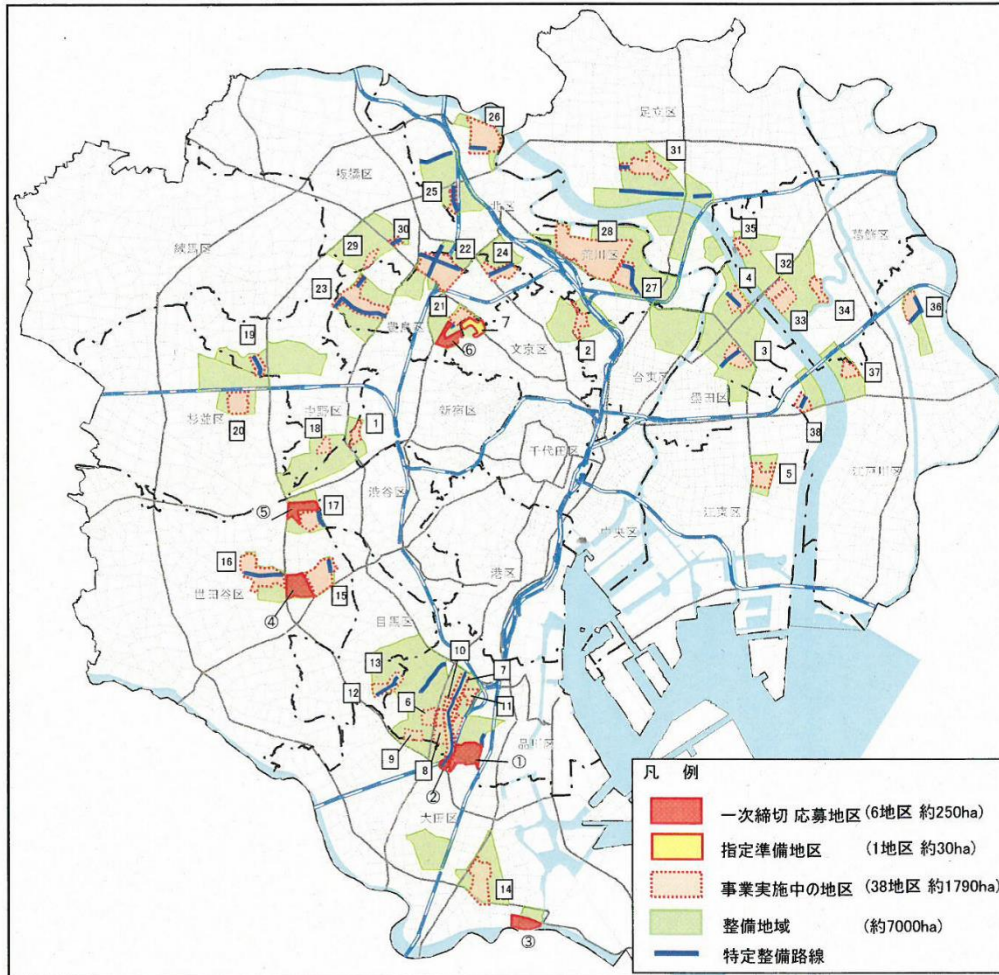 26
足立区
31
板橋区
25
北区
30
29
22
24
28
35
練馬区
荒川区
32
葛飾区
4
23
27
21
豊島区
7
33
34
36
19
⑥
文京区
2
台東区
3
37
墨田区
杉並区
中野区
新宿区
20
18
1
38
千代田区
5
江戸川区
渋谷区
江東区
⑤
17
中央区
16
港区
世田谷区
15
④
目黒区
10
7
13
12
6
11
品川区
9
8
①
②
大田区
14
③
凡 例
一次締切 応募地区 (6地区 約250ha)
指定準備地区 (1地区 約30ha)
事業実施中の地区 (38地区 約1790ha)
整備地域 (約7000ha)
特定整備路線